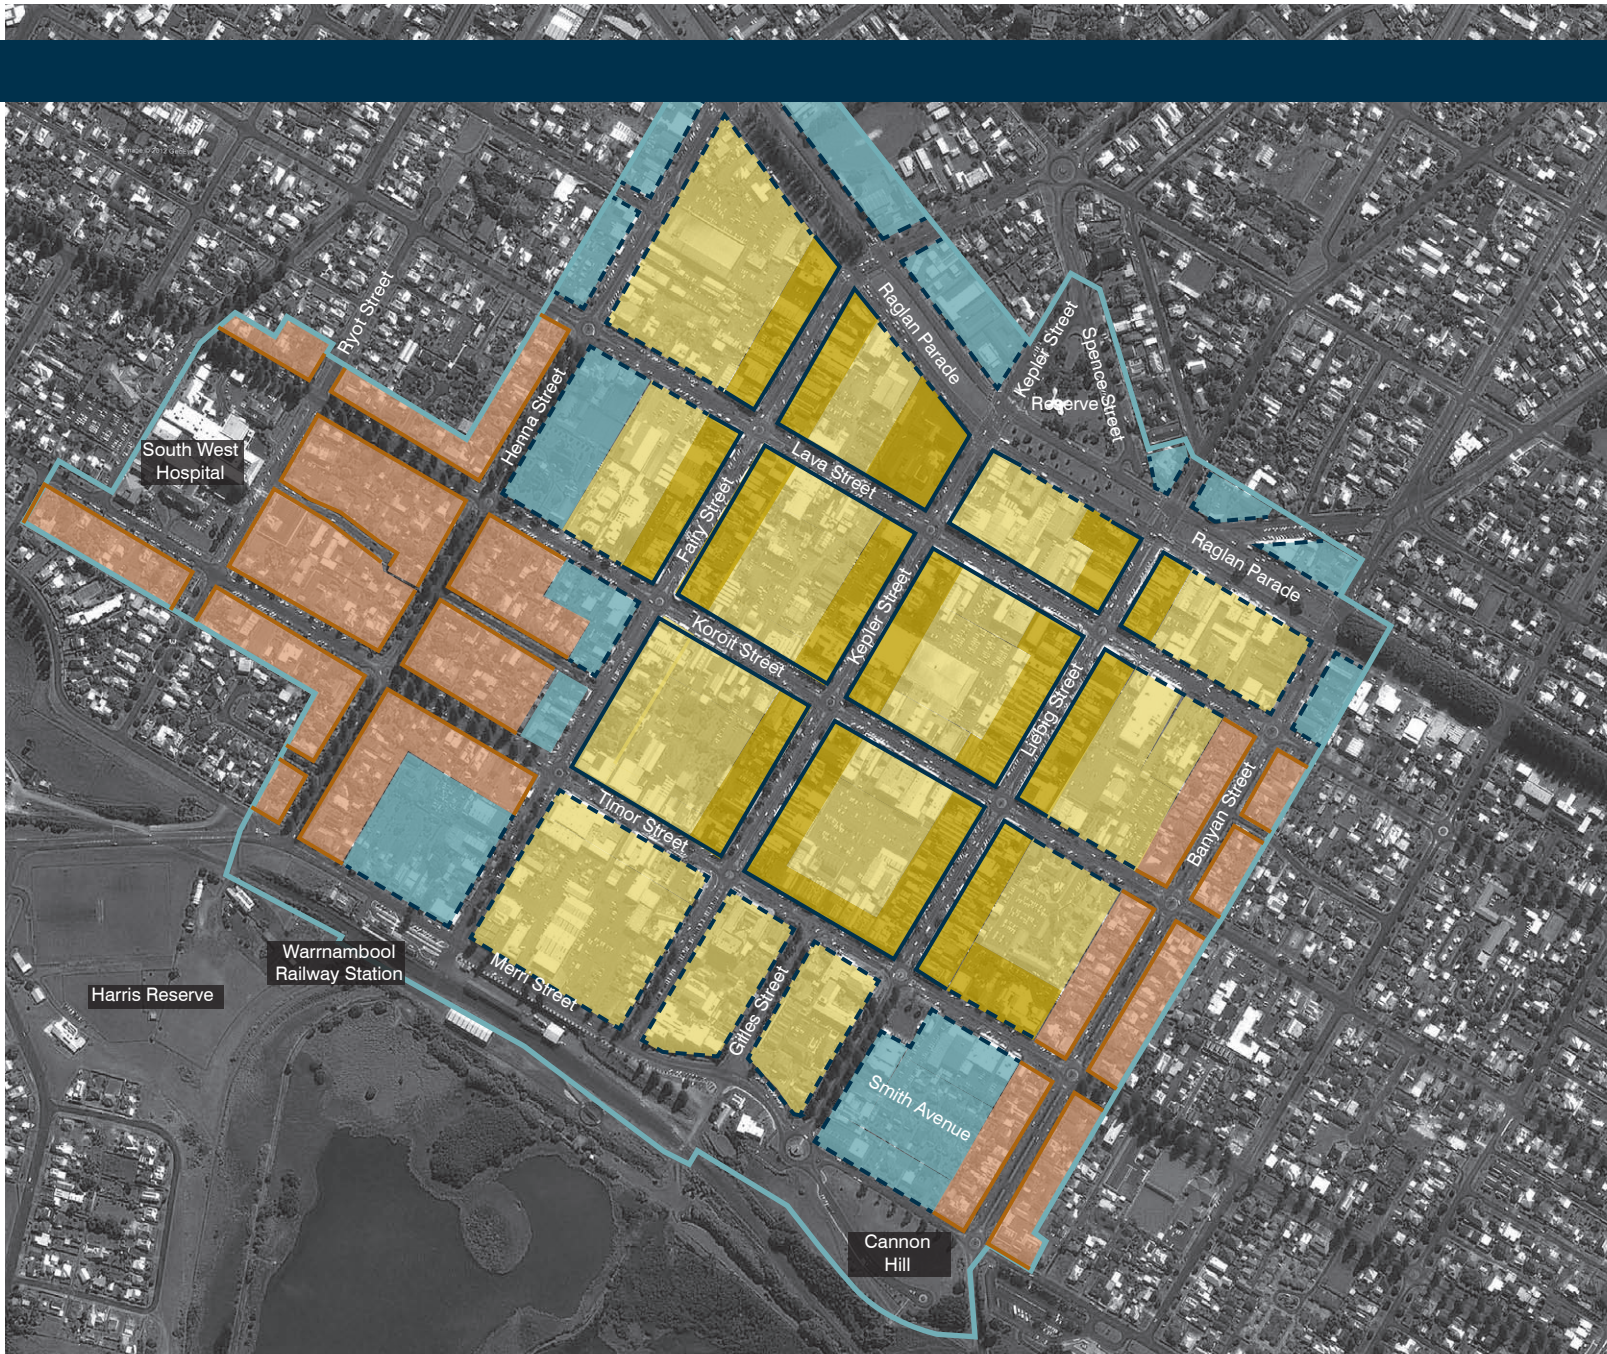 Ryot Street
Raglan Parade
Kepler Street
Spence Street
Reserve
Henna Street
South West
Hospital
Lava Street
Fairy Street
Raglan Parade
Kepler Street
Koroit Street
Liebig Street
Banyan Street
Timor Street
Warrnambool
Railway Station
Harris Reserve
Merri Street
Gilles Street
Smith Avenue
Cannon
Hill